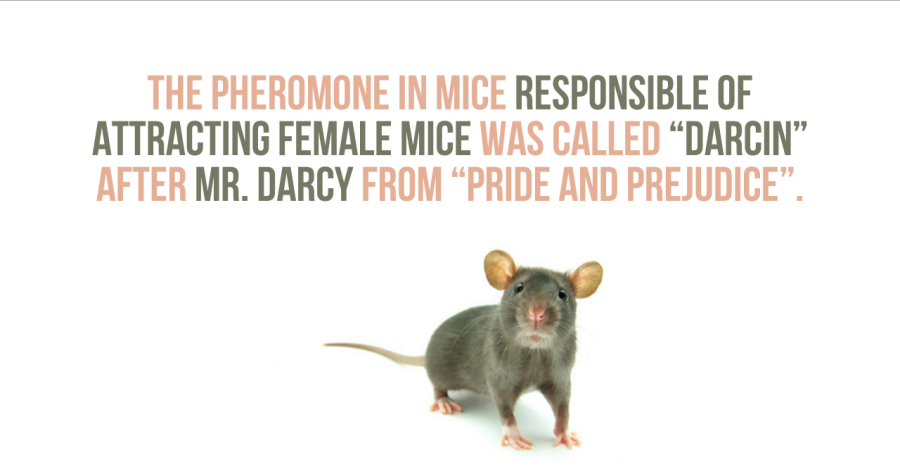 THE PHEROMONE IN MICE RESPONSIBLE OF
ATTRACTING FEMALE MICE WAS CALLED “DARCIN”
AFTER MR. DARCY FROM “PRIDE AND PREJUDICE”.